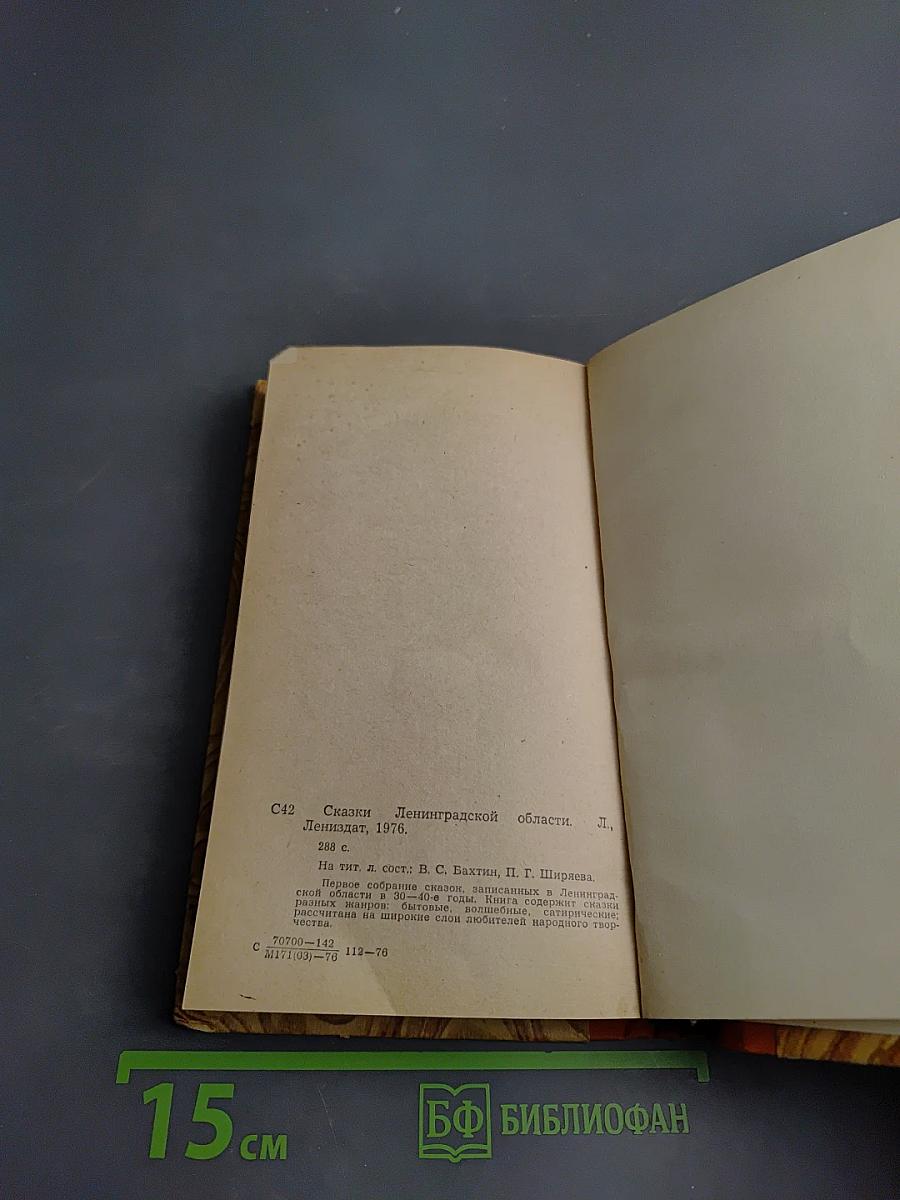 С42 Сказки Ленинградской области. Л.,
Лениздат, 1976.
288 с.
На тит. л. сост.: В. С. Бахтин, П. Г. Ширяева.
Первое собрание сказок, записанных в Ленинград-
ской области в 30—40-е годы. Книга содержит сказки
разных жанров: бытовые, волшебные, сатирические;
рассчитана на широкие слои любителей народного твор-
чества.
С 70700—142
М171(03)—76 112—76
15 см
БФ БИБЛИОФАН